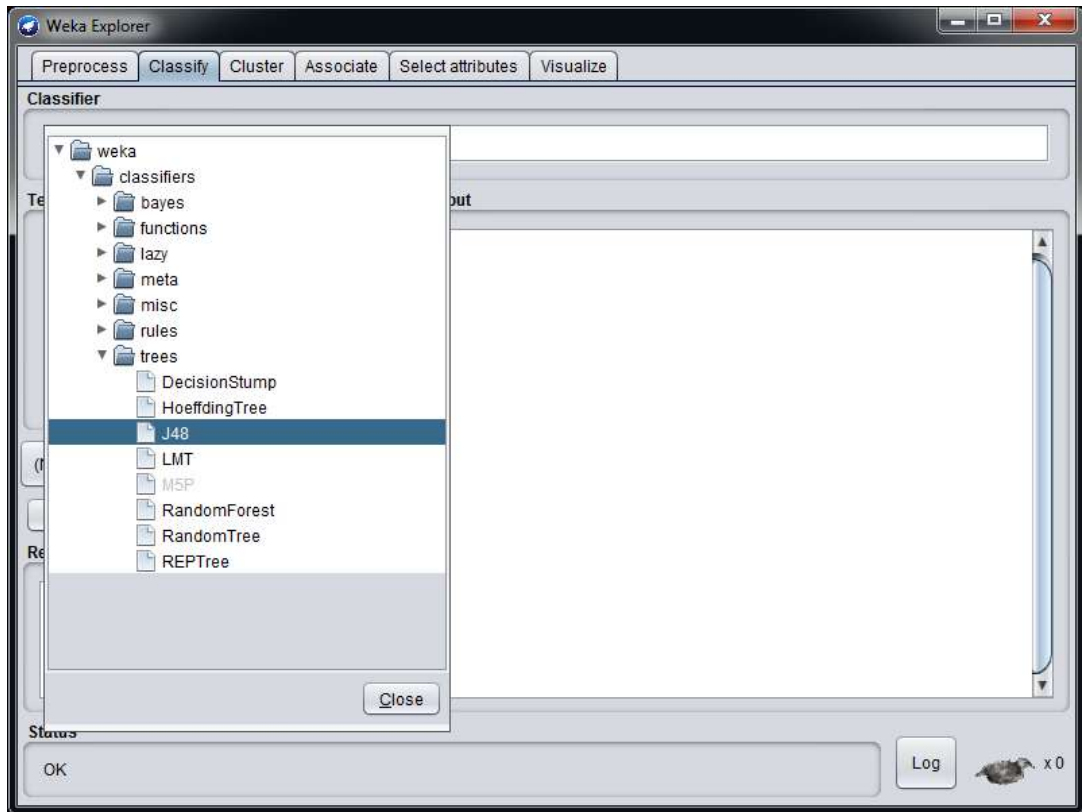 Weka Explorer
Preprocess Classify Cluster Associate Select attributes Visualize
Classifier
weka
classifiers
bayes
functions
lazy
meta
misc
rules
trees
DecisionStump
HoeffdingTree
J48
LMT
M5P
RandomForest
RandomTree
REPTree
Close
Status
OK
Log
x 0